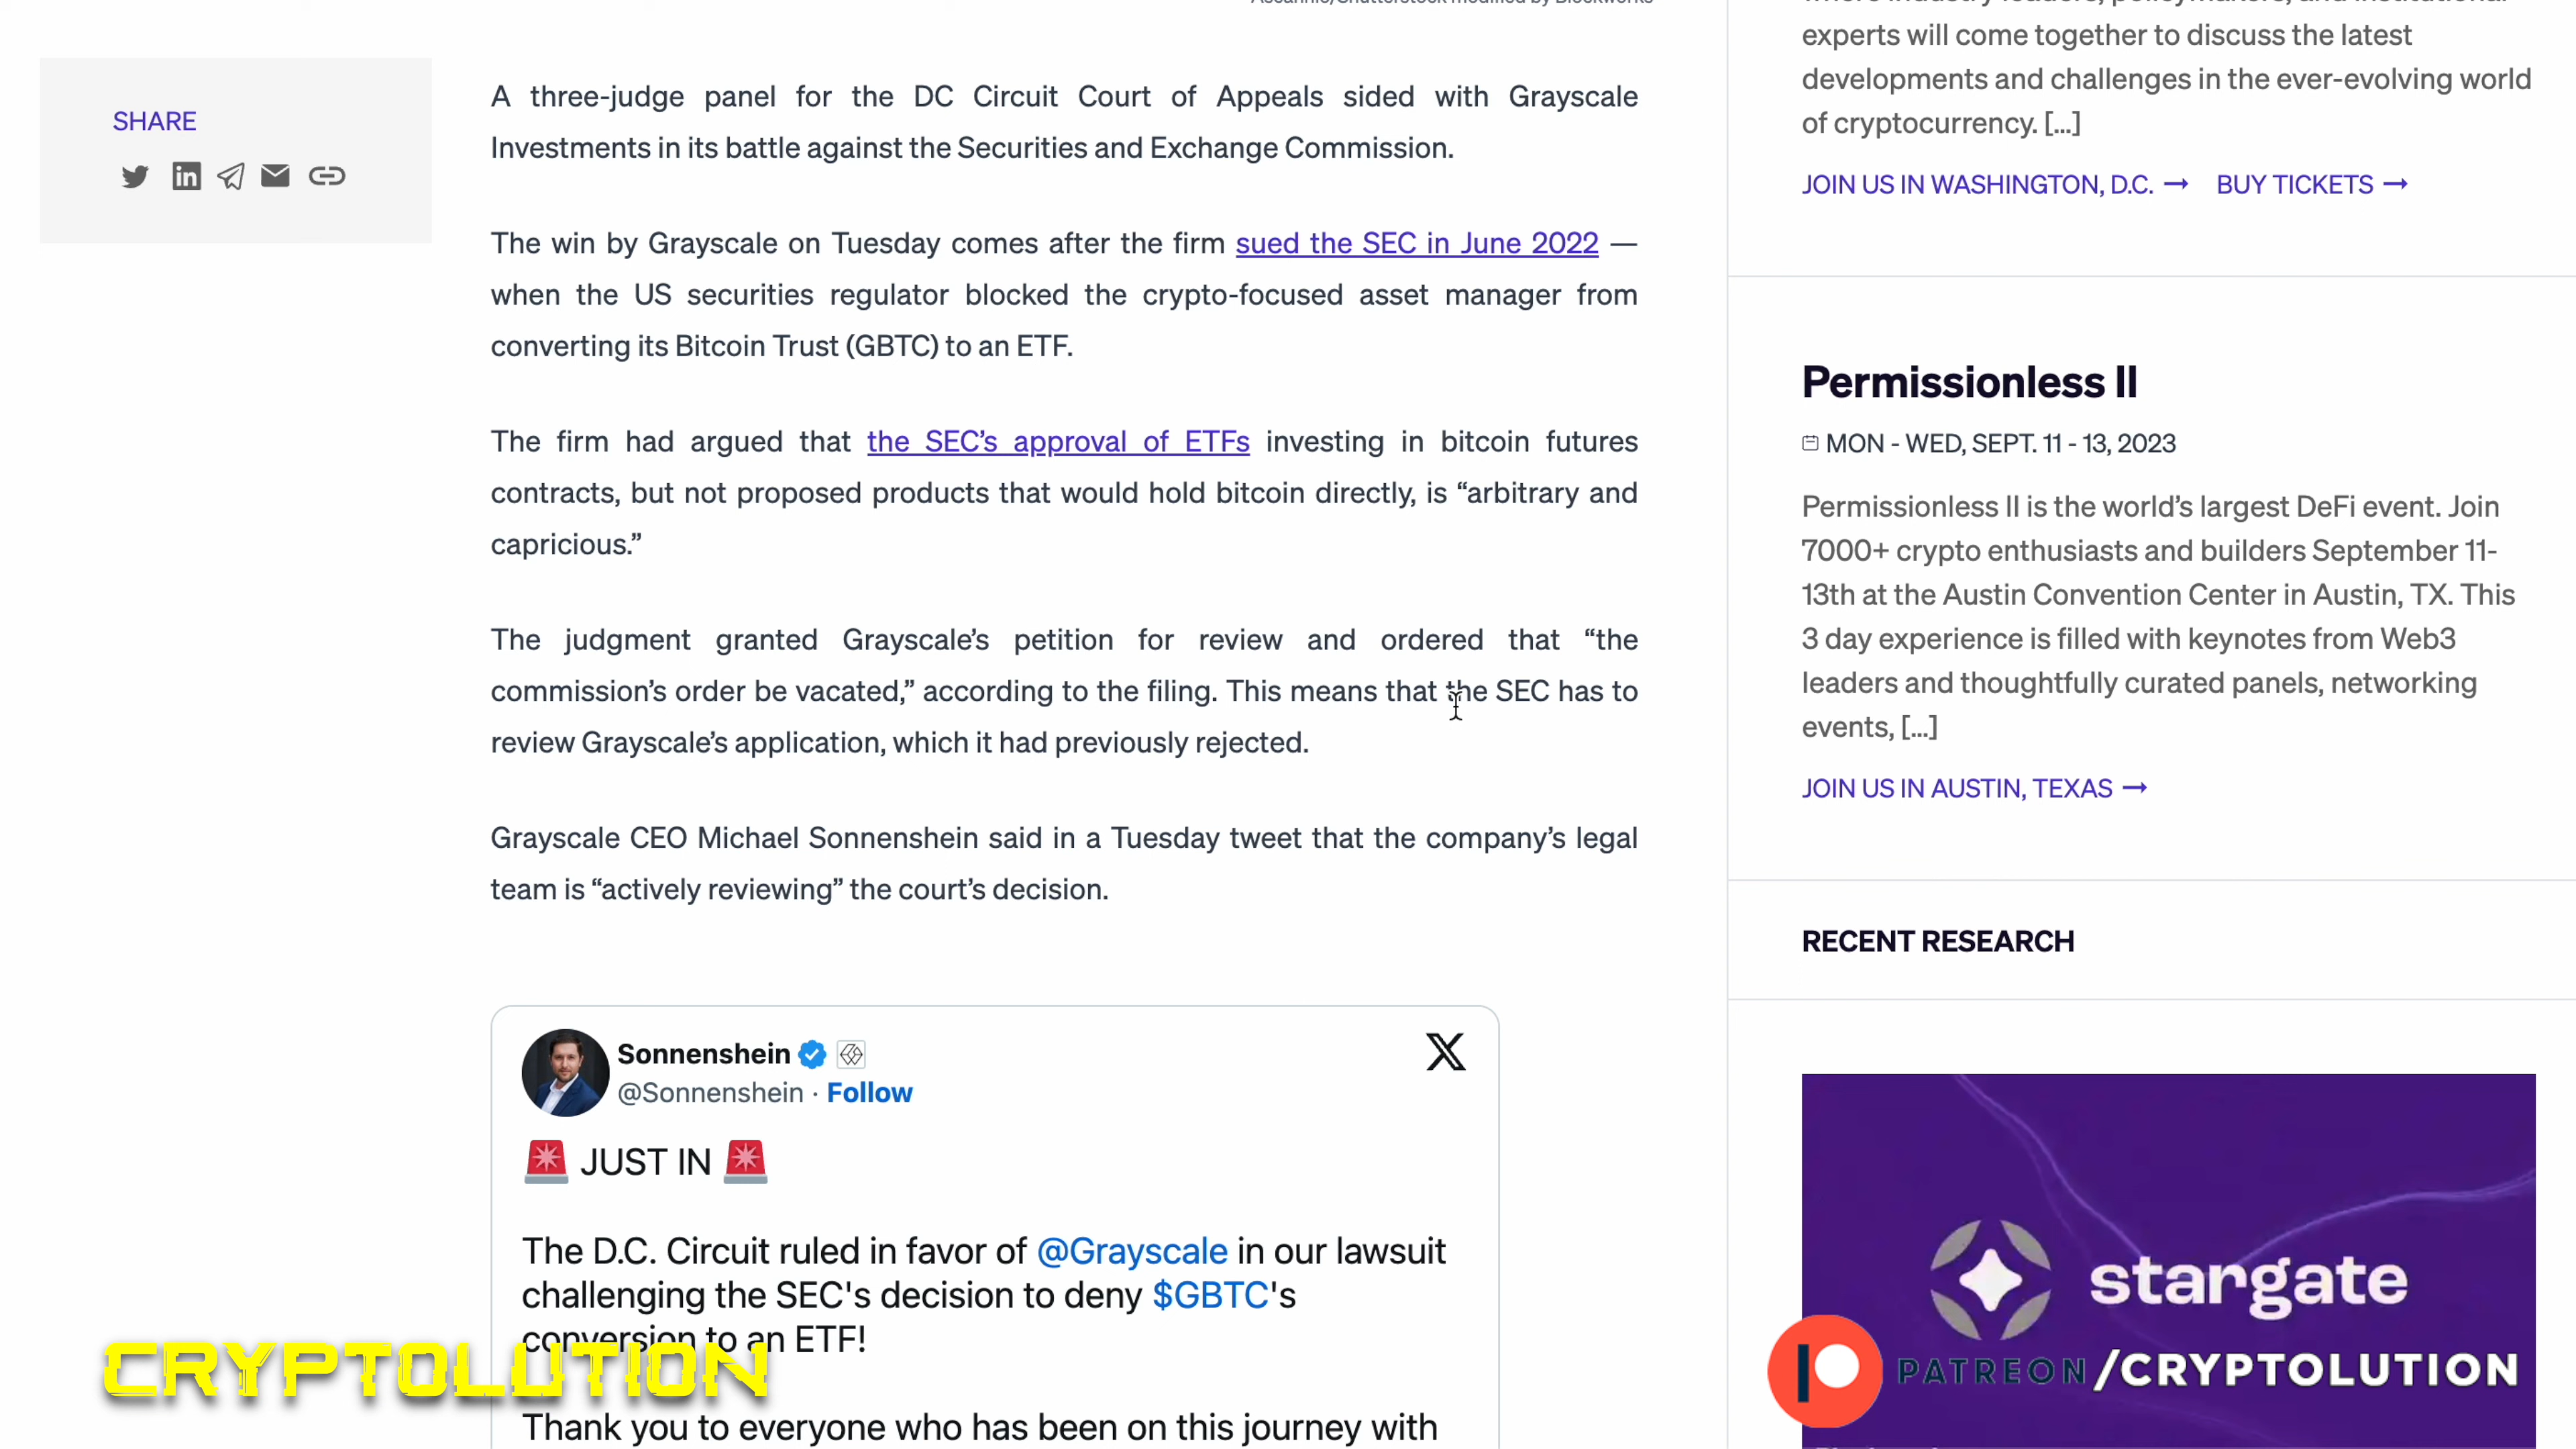 SHARE
A three-judge panel for the DC Circuit Court of Appeals sided with Grayscale
Investments in its battle against the Securities and Exchange Commission.
The win by Grayscale on Tuesday comes after the firm sued the SEC in June 2022 —
when the US securities regulator blocked the crypto-focused asset manager from
converting its Bitcoin Trust (GBTC) to an ETF.
The firm had argued that the SEC’s approval of ETFs investing in bitcoin futures
contracts, but not proposed products that would hold bitcoin directly, is “arbitrary and
capricious.”
The judgment granted Grayscale’s petition for review and ordered that “the
commission’s order be vacated,” according to the filing. This means that the SEC has to
review Grayscale’s application, which it had previously rejected.
Grayscale CEO Michael Sonnenshein said in a Tuesday tweet that the company’s legal
team is “actively reviewing” the court’s decision.
Sonnenshein
@Sonnenshein · Follow
🚨 JUST IN 🚨
The D.C. Circuit ruled in favor of @Grayscale in our lawsuit
challenging the SEC's decision to deny $GBTC's
conversion to an ETF!
Thank you to everyone who has been on this journey with
CRYPTOLUTION
experts will come together to discuss the latest
developments and challenges in the ever-evolving world
of cryptocurrency. [...]
JOIN US IN WASHINGTON, D.C. → BUY TICKETS →
Permissionless II
MON - WED, SEPT. 11 - 13, 2023
Permissionless II is the world’s largest DeFi event. Join
7000+ crypto enthusiasts and builders September 11-
13th at the Austin Convention Center in Austin, TX. This
3 day experience is filled with keynotes from Web3
leaders and thoughtfully curated panels, networking
events, [...]
JOIN US IN AUSTIN, TEXAS →
RECENT RESEARCH
stargate
PATREON/CRYPTOLUTION